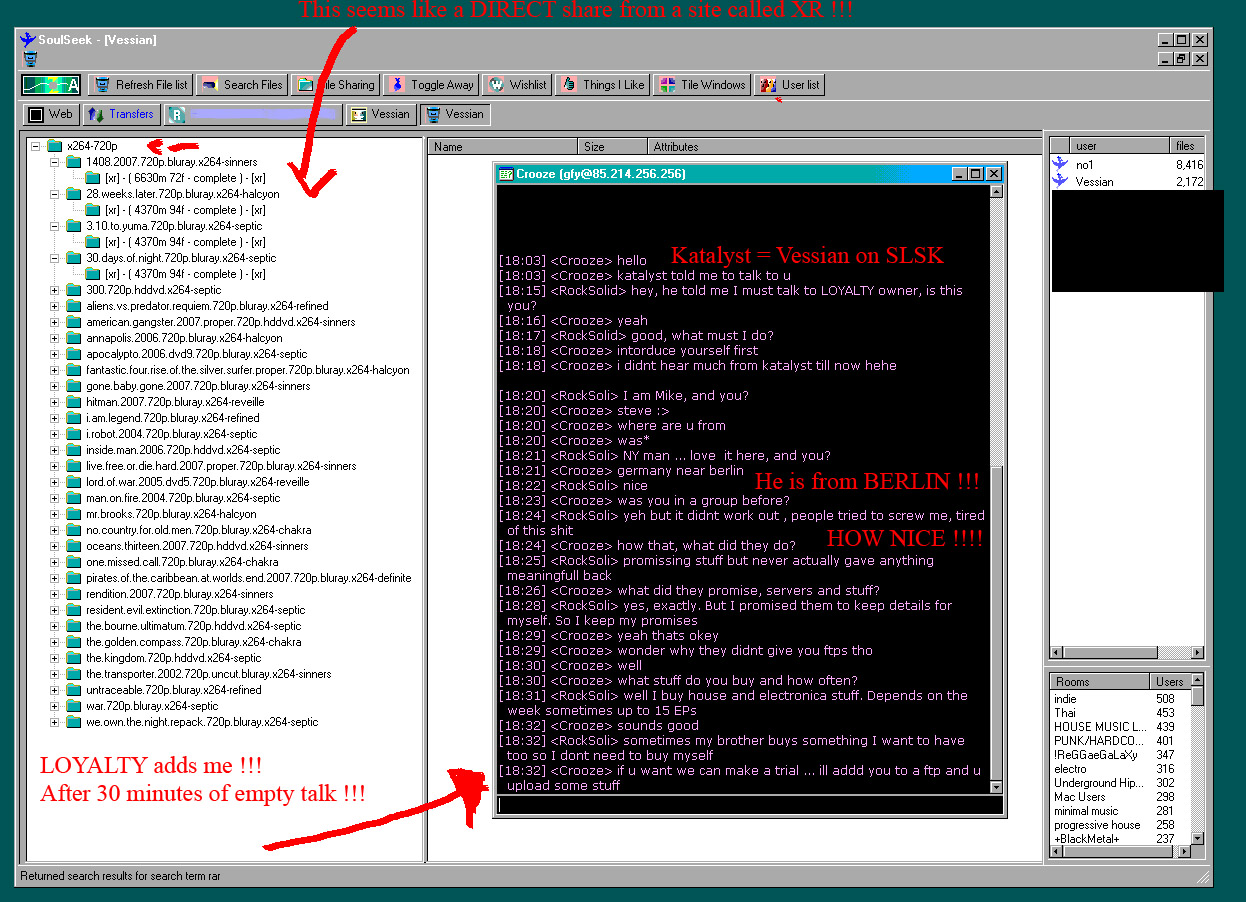 This seems like a DIRECT share from a site called XR !!!
SoulSeek - [Vessian]
A
Refresh File list
Search Files
File Sharing
Toggle Away
Wishlist
Things I Like
Tile Windows
User list
Web
Transfers
R
Vessian
Vessian
x264-720p
1408.2007.720p.bluray.x264-sinners
[xr] - ( 6630m 72f - complete ) - [xr]
28.weeks.later.720p.bluray.x264-halcyon
[xr] - ( 4370m 94f - complete ) - [xr]
3.10.to.yuma.720p.bluray.x264-septic
[xr] - ( 4370m 94f - complete ) - [xr]
30.days.of.night.720p.bluray.x264-septic
[xr] - ( 4370m 94f - complete ) - [xr]
300.720p.hddvd.x264-septic
aliens.vs.predator.requiem.720p.bluray.x264-refined
american.gangster.2007.proper.720p.hddvd.x264-sinners
annapolis.2006.720p.bluray.x264-halcyon
apocalypto.2006.dvd9.720p.bluray.x264-septic
fantastic.four.rise.of.the.silver.surfer.proper.720p.bluray.x264-halcyon
gone.baby.gone.2007.720p.bluray.x264-sinners
hitman.2007.720p.bluray.x264-reveille
i.am.legend.720p.bluray.x264-refined
i.robot.2004.720p.bluray.x264-septic
inside.man.2006.720p.hddvd.x264-septic
live.free.or.die.hard.2007.proper.720p.bluray.x264-sinners
lord.of.war.2005.dvd5.720p.bluray.x264-reveille
man.on.fire.2004.720p.bluray.x264-septic
mr.brooks.720p.bluray.x264-halcyon
no.country.for.old.men.720p.bluray.x264-chakra
oceans.thirteen.2007.720p.hddvd.x264-sinners
one.missed.call.720p.bluray.x264-chakra
pirates.of.the.caribbean.at.worlds.end.2007.720p.bluray.x264-definite
rendition.2007.720p.bluray.x264-sinners
resident.evil.extinction.720p.bluray.x264-septic
the.bourne.ultimatum.720p.hddvd.x264-septic
the.golden.compass.720p.bluray.x264-chakra
the.kingdom.720p.hddvd.x264-septic
the.transporter.2002.720p.uncut.bluray.x264-sinners
untraceable.720p.bluray.x264-refined
war.720p.bluray.x264-septic
we.own.the.night.repack.720p.bluray.x264-septic
LOYALTY adds me !!!
After 30 minutes of empty talk !!!
Name Size Attributes
Crooze (gfy@85.214.256.256)
Katalyst = Vessian on SLSK
[18:03] <Crooze> hello
[18:03] <Crooze> katalyst told me to talk to u
[18:15] <RockSolid> hey, he told me I must talk to LOYALTY owner, is this
you?
[18:16] <Crooze> yeah
[18:17] <RockSolid> good, what must I do?
[18:18] <Crooze> intorduce yourself first
[18:18] <Crooze> i didnt hear much from katalyst till now hehe
[18:20] <RockSoli> I am Mike, and you?
[18:20] <Crooze> steve :>
[18:20] <Crooze> where are u from
[18:20] <Crooze> was*
[18:21] <RockSoli> NY man ... love it here, and you?
[18:21] <Crooze> germany near berlin
He is from BERLIN !!!
[18:22] <RockSoli> nice
[18:23] <Crooze> was you in a group before?
[18:24] <RockSoli> yeh but it didnt work out , people tried to screw me, tired
of this shit
HOW NICE !!!!
[18:24] <Crooze> how that, what did they do?
[18:25] <RockSoli> promissing stuff but never actually gave anything
meaningfull back
[18:26] <Crooze> what did they promise, servers and stuff?
[18:28] <RockSoli> yes, exactly. But I promised them to keep details for
myself. So I keep my promises
[18:29] <Crooze> yeah thats okey
[18:29] <Crooze> wonder why they didnt give you ftps tho
[18:30] <Crooze> well
[18:30] <Crooze> what stuff do you buy and how often?
[18:31] <RockSoli> well I buy house and electronica stuff. Depends on the
week sometimes up to 15 EPs
[18:32] <Crooze> sounds good
[18:32] <RockSoli> sometimes my brother buys something I want to have
too so I dont need to buy myself
[18:32] <Crooze> if u want we can make a trial ... ill addd you to a ftp and u
upload some stuff
user files
no1 8,416
Vessian 2,172
Rooms Users
indie 508
Thai 453
HOUSE MUSIC L... 439
PUNK/HARDCO... 401
!ReGGaeGaLaXy 347
electro 316
Underground Hip... 302
Mac Users 298
minimal music 281
progressive house 258
+BlackMetal+ 237
Returned search results for search term rar